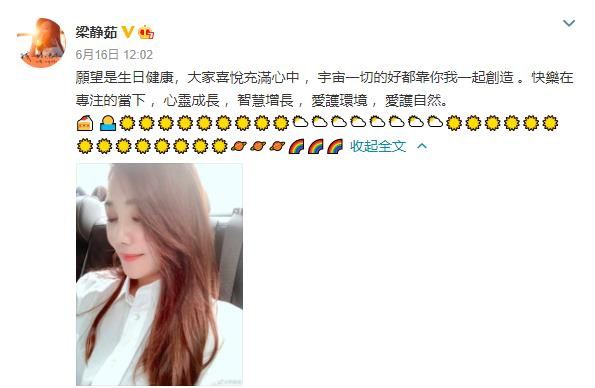 梁静茹
6月16日 12:02
願望是生日健康，大家喜悅充滿心中，宇宙一切的好都靠你我一起創造。快樂在
專注的當下，心靈成長，智慧增長，愛護環境，愛護自然。
收起全文